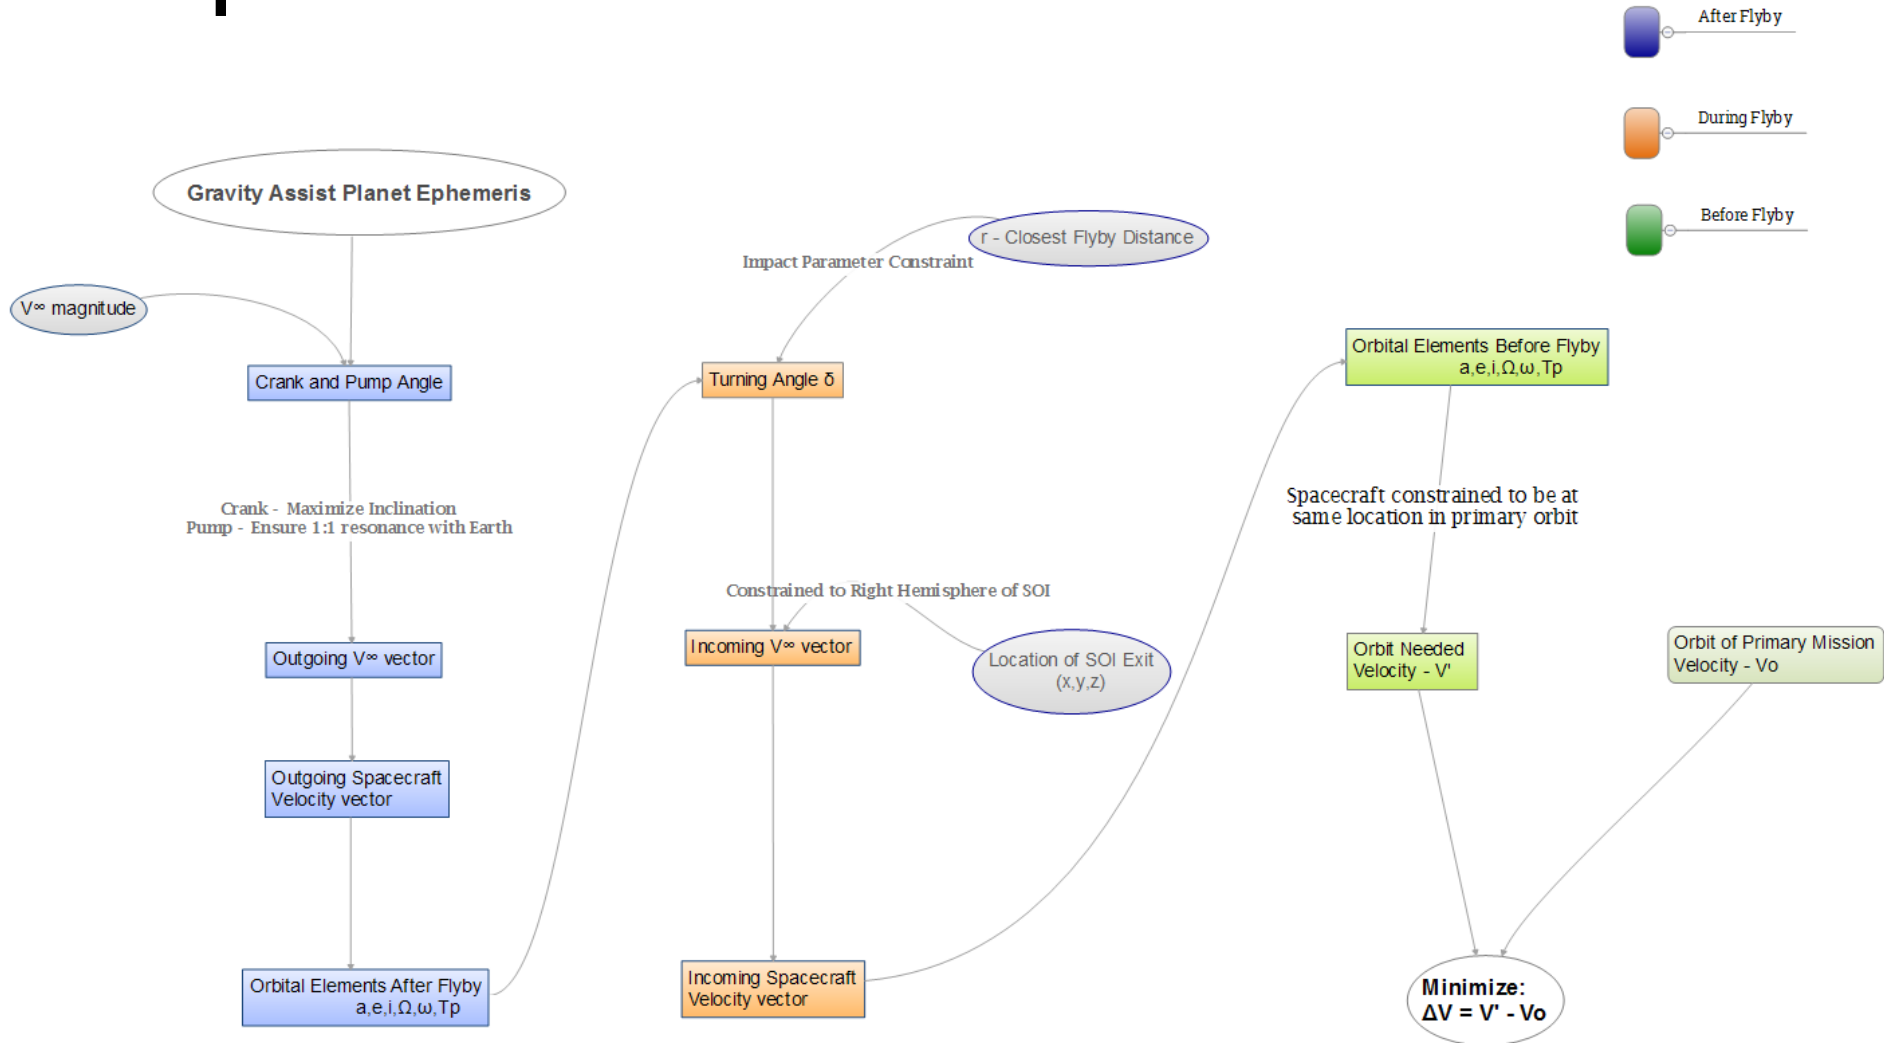 After Flyby
During Flyby
Before Flyby
Gravity Assist Planet Ephemeris
V∞ magnitude
Crank and Pump Angle
Crank - Maximize Inclination
Pump - Ensure 1:1 resonance with Earth
Outgoing V∞ vector
Outgoing Spacecraft
Velocity vector
Orbital Elements After Flyby
a,e,i,Ω,ω,Tp
r - Closest Flyby Distance
Impact Parameter Constraint
Turning Angle δ
Constrained to Right Hemisphere of SOI
Incoming V∞ vector
Location of SOI Exit
(x,y,z)
Incoming Spacecraft
Velocity vector
Orbital Elements Before Flyby
a,e,i,Ω,ω,Tp
Spacecraft constrained to be at
same location in primary orbit
Orbit Needed
Velocity - V'
Orbit of Primary Mission
Velocity - Vo
Minimize:
ΔV = V' - Vo